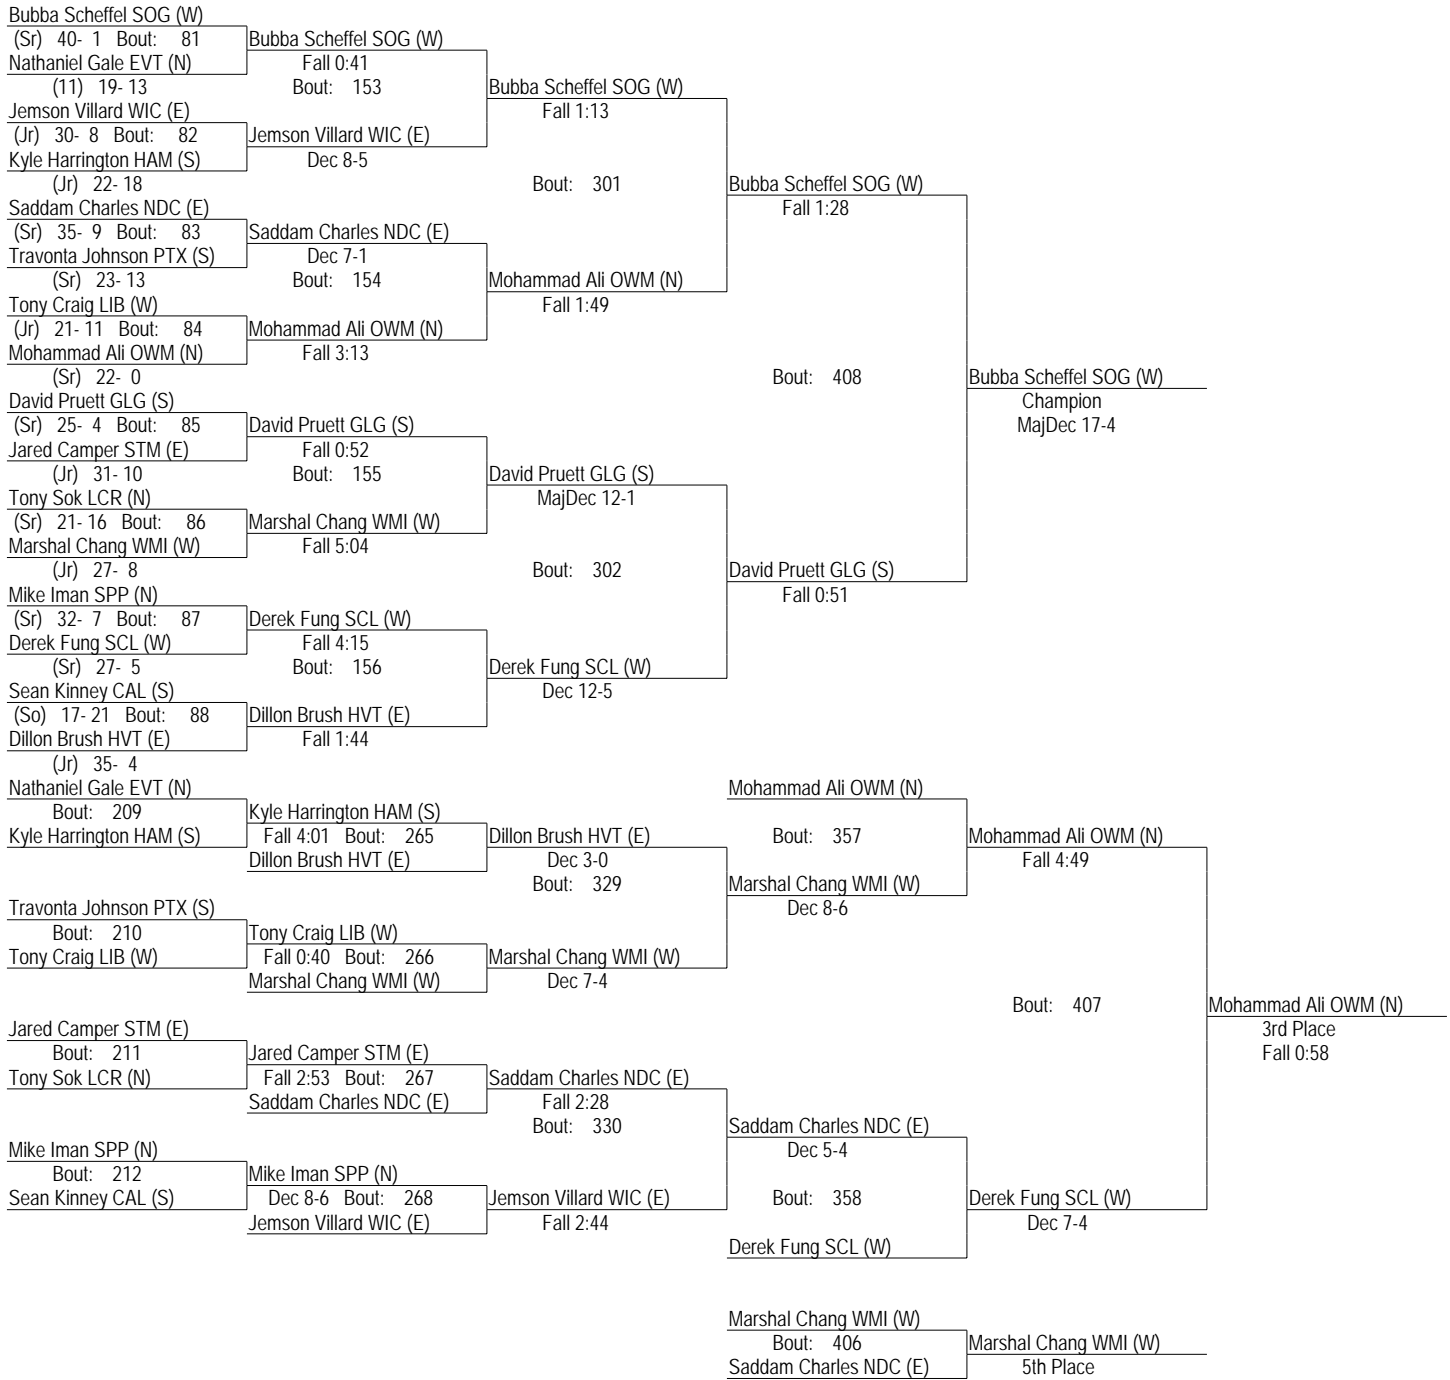 Bubba Scheffel SOG (W)
(Sr) 40- 1 Bout: 81
Nathaniel Gale EVT (N)
(11) 19- 13
Jemson Villard WIC (E)
(Jr) 30- 8 Bout: 82
Kyle Harrington HAM (S)
(Jr) 22- 18
Saddam Charles NDC (E)
(Sr) 35- 9 Bout: 83
Travonta Johnson PTX (S)
(Sr) 23- 13
Tony Craig LIB (W)
(Jr) 21- 11 Bout: 84
Mohammad Ali OWM (N)
(Sr) 22- 0
David Pruett GLG (S)
(Sr) 25- 4 Bout: 85
Jared Camper STM (E)
(Jr) 31- 10
Tony Sok LCR (N)
(Sr) 21- 16 Bout: 86
Marshal Chang WMI (W)
(Jr) 27- 8
Mike Iman SPP (N)
(Sr) 32- 7 Bout: 87
Derek Fung SCL (W)
(Sr) 27- 5
Sean Kinney CAL (S)
(So) 17- 21 Bout: 88
Dillon Brush HVT (E)
(Jr) 35- 4
Bubba Scheffel SOG (W)
Fall 0:41
Bout: 153
Jemson Villard WIC (E)
Dec 8-5
Saddam Charles NDC (E)
Dec 7-1
Bout: 154
Mohammad Ali OWM (N)
Fall 3:13
David Pruett GLG (S)
Fall 0:52
Bout: 155
Marshal Chang WMI (W)
Fall 5:04
Derek Fung SCL (W)
Fall 4:15
Bout: 156
Dillon Brush HVT (E)
Fall 1:44
Bubba Scheffel SOG (W)
Fall 1:13
Bout: 301
Mohammad Ali OWM (N)
Fall 1:49
David Pruett GLG (S)
MajDec 12-1
Bout: 302
Derek Fung SCL (W)
Dec 12-5
Bubba Scheffel SOG (W)
Fall 1:28
Bout: 408
David Pruett GLG (S)
Fall 0:51
Bubba Scheffel SOG (W)
Champion
MajDec 17-4
Nathaniel Gale EVT (N)
Bout: 209
Kyle Harrington HAM (S)
Travonta Johnson PTX (S)
Bout: 210
Tony Craig LIB (W)
Jared Camper STM (E)
Bout: 211
Tony Sok LCR (N)
Mike Iman SPP (N)
Bout: 212
Sean Kinney CAL (S)
Kyle Harrington HAM (S)
Fall 4:01 Bout: 265
Dillon Brush HVT (E)
Tony Craig LIB (W)
Fall 0:40 Bout: 266
Marshal Chang WMI (W)
Jared Camper STM (E)
Fall 2:53 Bout: 267
Saddam Charles NDC (E)
Mike Iman SPP (N)
Dec 8-6 Bout: 268
Jemson Villard WIC (E)
Dillon Brush HVT (E)
Dec 3-0
Bout: 329
Marshal Chang WMI (W)
Dec 7-4
Saddam Charles NDC (E)
Fall 2:28
Bout: 330
Jemson Villard WIC (E)
Fall 2:44
Mohammad Ali OWM (N)
Bout: 357
Marshal Chang WMI (W)
Dec 8-6
Saddam Charles NDC (E)
Dec 5-4
Bout: 358
Derek Fung SCL (W)
Mohammad Ali OWM (N)
Fall 4:49
Bout: 407
Derek Fung SCL (W)
Dec 7-4
Mohammad Ali OWM (N)
3rd Place
Fall 0:58
Marshal Chang WMI (W)
Bout: 406
Saddam Charles NDC (E)
Marshal Chang WMI (W)
5th Place